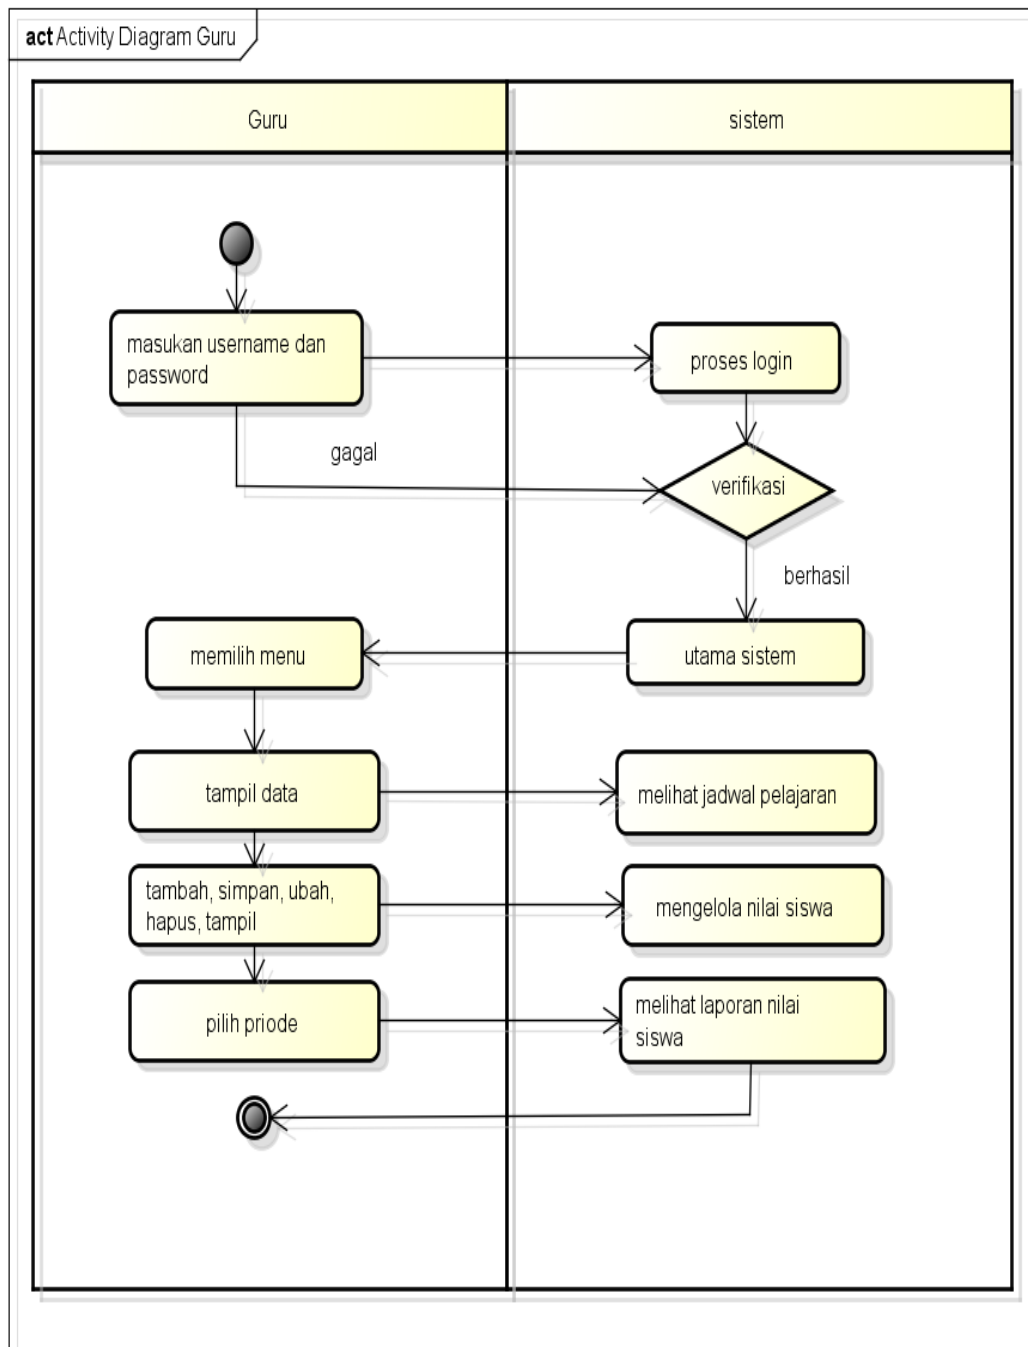 act Activity Diagram Guru
Guru
sistem
masukan username dan
password
proses login
gagal
verifikasi
berhasil
memilih menu
utama sistem
tampil data
melihat jadwal pelajaran
tambah, simpan, ubah,
hapus, tampil
mengelola nilai siswa
pilih priode
melihat laporan nilai
siswa